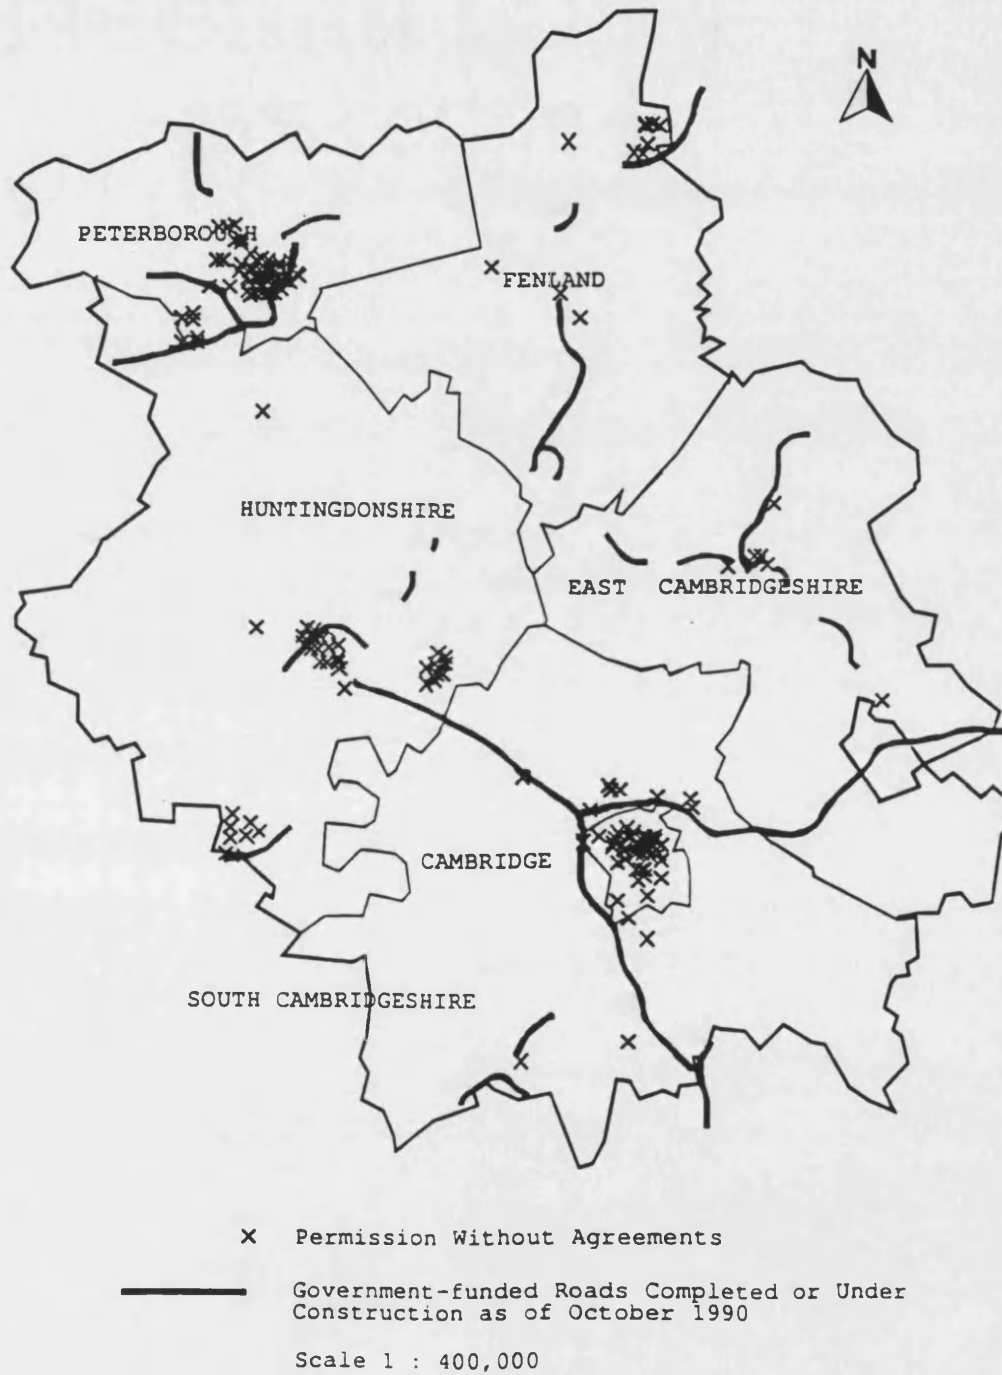 N
PETERBOROUGH
FENLAND
HUNTINGDONSHIRE
EAST CAMBRIDGESHIRE
CAMBRIDGE
SOUTH CAMBRIDGESHIRE
× Permission Without Agreements
Government-funded Roads Completed or Under
Construction as of October 1990
Scale 1 : 400,000